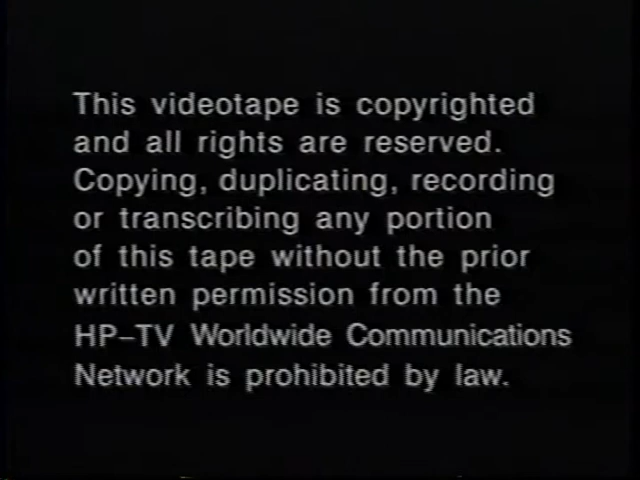 This videotape is copyrighted
and all rights are reserved.
Copying, duplicating, recording
or transcribing any portion
of this tape without the prior
written permission from the
HP–TV Worldwide Communications
Network is prohibited by law.